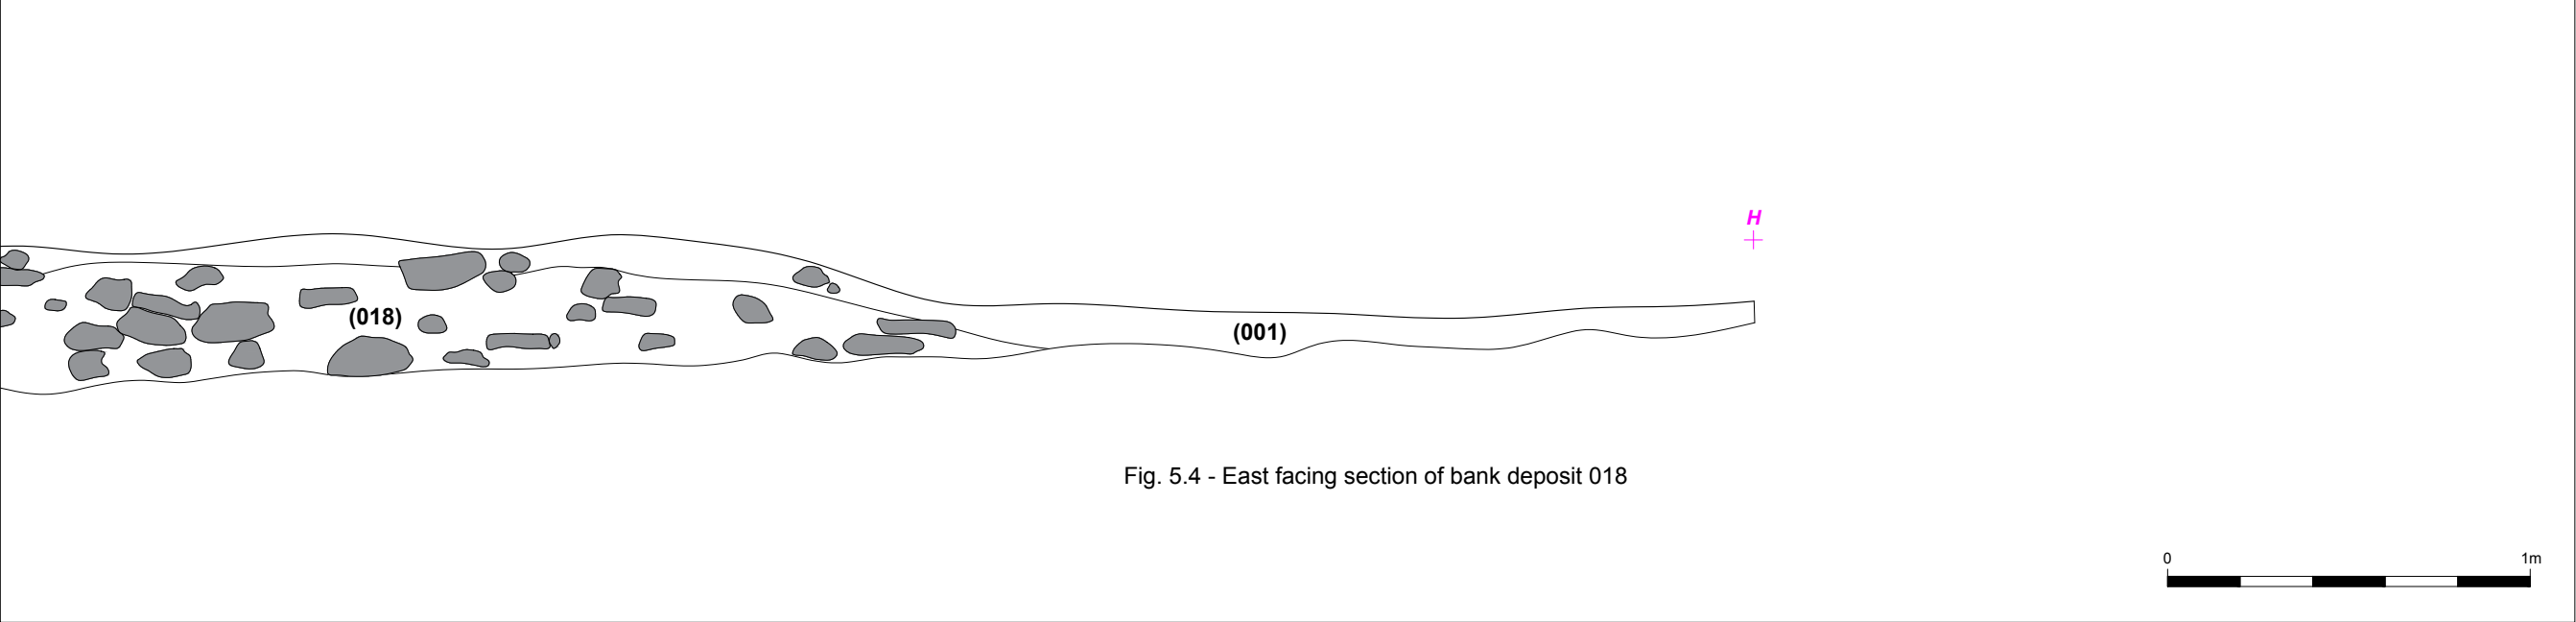 H
(018)
(001)
Fig. 5.4 - East facing section of bank deposit 018
0 1m